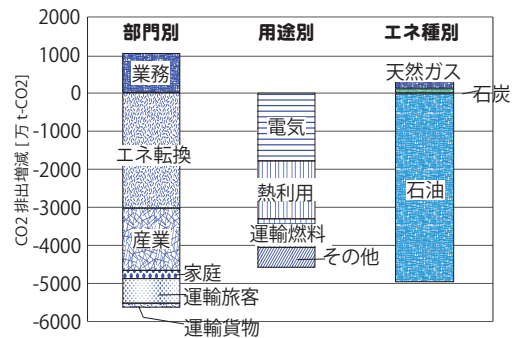 部門別 用途別 エネ種別
CO2 排出増減 [ 万 t-CO2]
2000
1000
0
-1000
-2000
-3000
-4000
-5000
-6000
業務
エネ転換
産業
家庭
運輸旅客
運輸貨物
電気
熱利用
運輸燃料
その他
天然ガス
石炭
石油